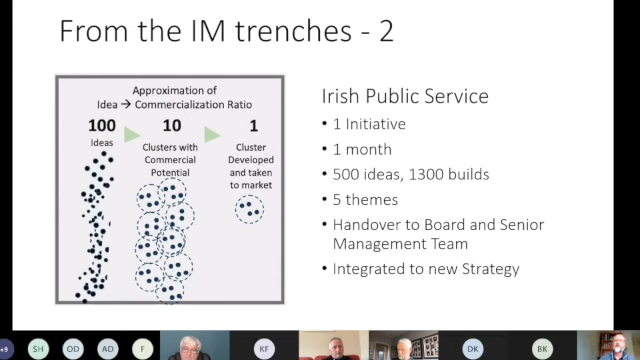 From the IM trenches - 2
Approximation of
Idea → Commercialization Ratio
100
Ideas
10
Clusters with
Commercial
Potential
1
Cluster
Developed
and taken
to market
Irish Public Service
• 1 Initiative
• 1 month
• 500 ideas, 1300 builds
• 5 themes
• Handover to Board and Senior
Management Team
• Integrated to new Strategy
+9
SH
OD
AD
F
KF
DK
BK